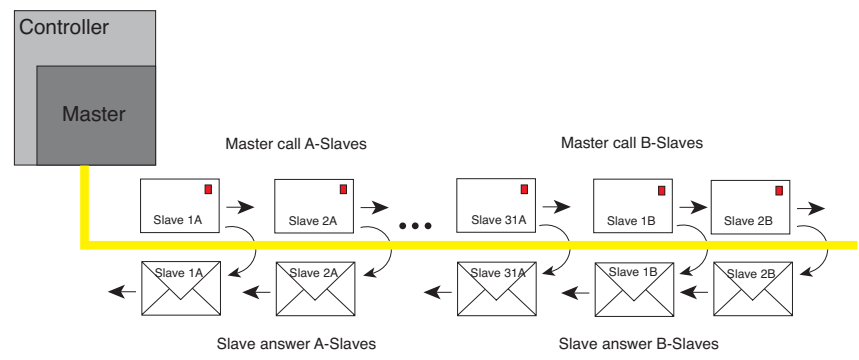 Controller
Master
Master call A-Slaves
Master call B-Slaves
Slave 1A
Slave 2A
Slave 31A
Slave 1B
Slave 2B
Slave 1A
Slave 2A
Slave 31A
Slave 1B
Slave 2B
Slave answer A-Slaves
Slave answer B-Slaves